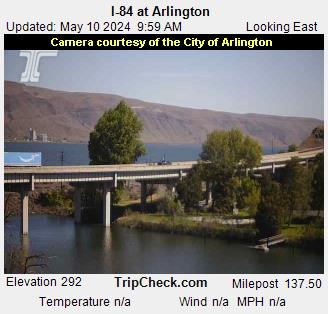 I-84 at Arlington
Updated: May 10 2024 9:59 AM Looking East
Camera courtesy of the City of Arlington
Elevation 292 TripCheck.com Milepost 137.50
Temperature n/a Wind n/a MPH n/a